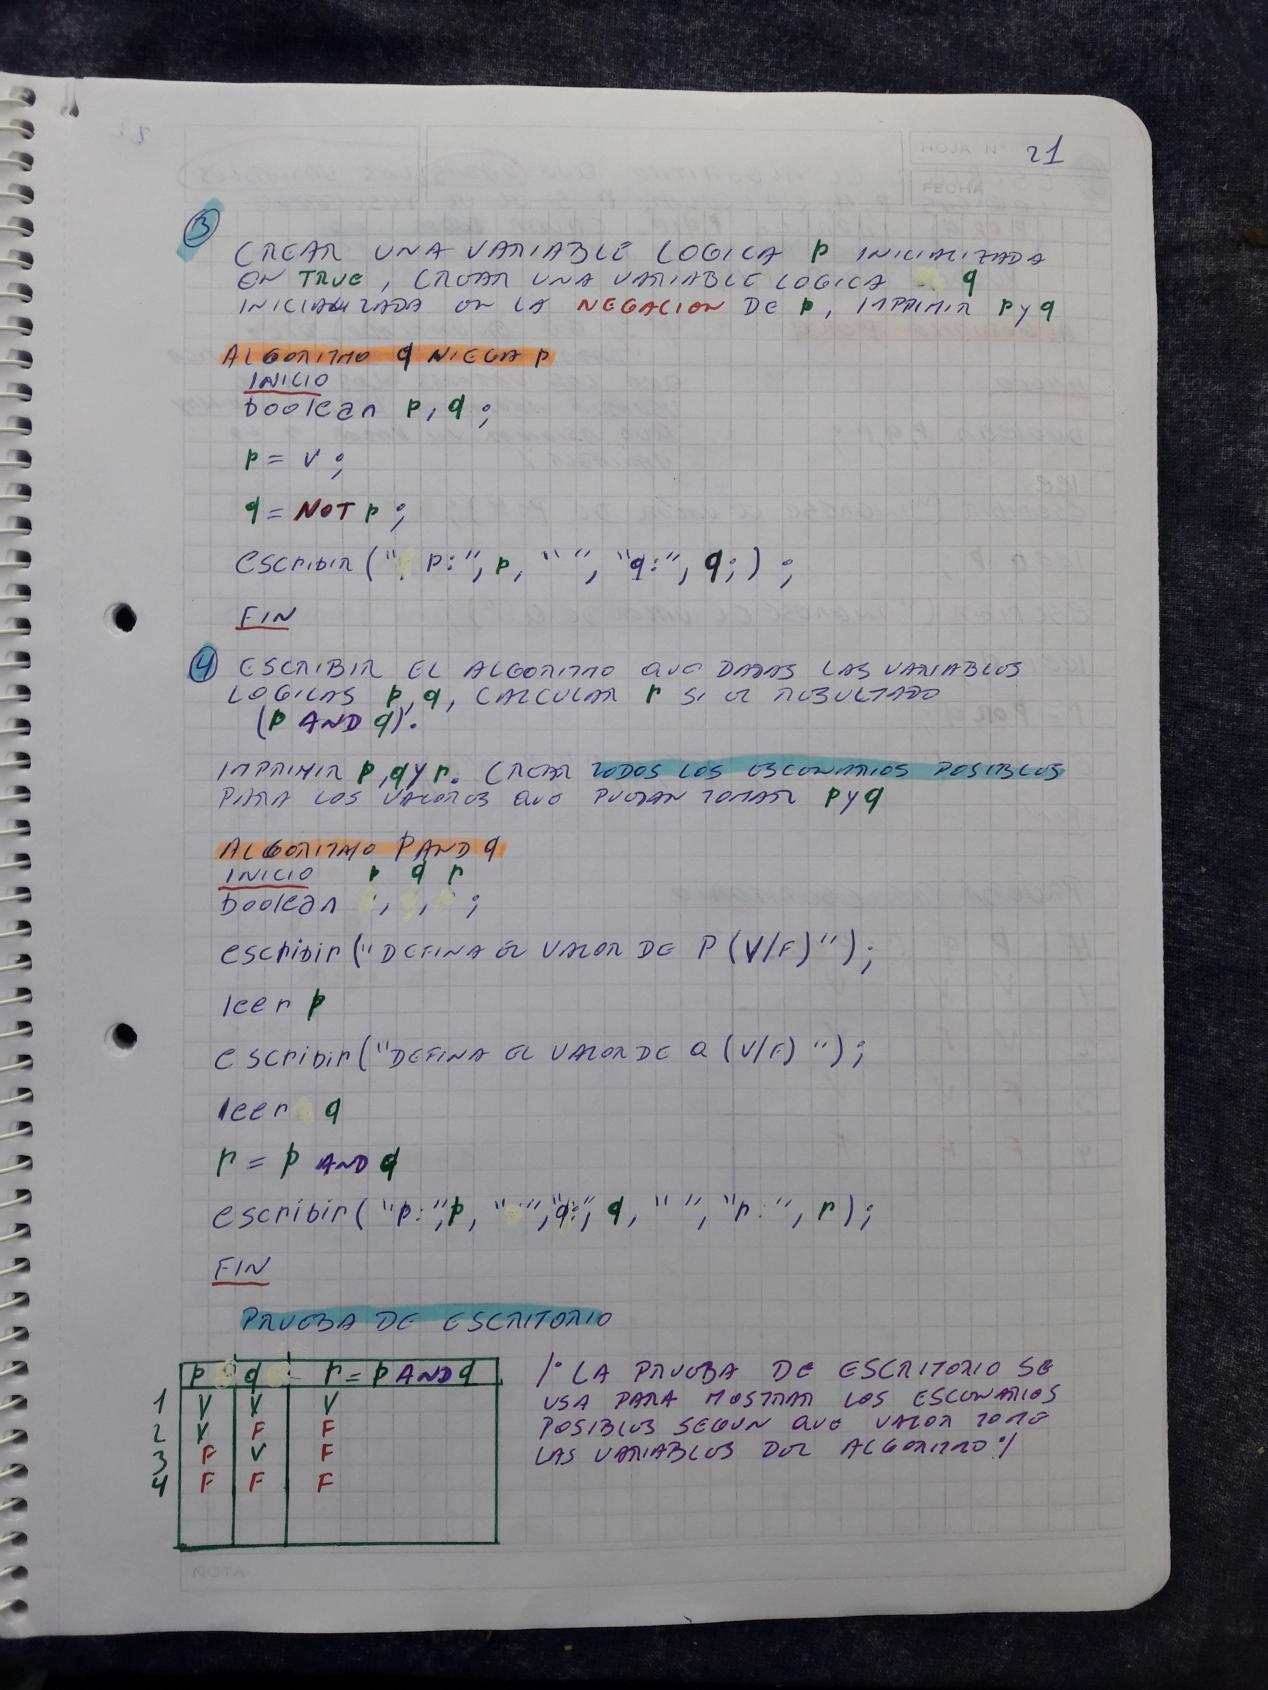 HOJA N° 21
FECHA
3
CREAR UNA VARIABLE LOGICA p INICIALIZADA
EN TRUE, CREAR UNA VARIABLE LOGICA q
INICIALIZADA EN LA NEGACION DE p, IMPRIMIR p y q
ALGORITMO q NIEGA p
INICIO
boolean p, q ;
p = V ;
q = NOT p ;
escribir (" p:", p, " ", "q:", q; ) ;
FIN
4 ESCRIBIR EL ALGORITMO QUE DADAS LAS VARIABLES
LOGICAS p, q, CALCULAR r SI EL RESULTADO
(p AND q).
IMPRIMIR p, q y r. CREAR TODOS LOS ESCENARIOS POSIBLES
PARA LOS VALORES QUE PUEDAN TOMAR p y q
ALGORITMO P AND q
INICIO p q r
boolean , , ;
escribir ("DEFINA EL VALOR DE P (V/F) ") ;
leer p
escribir ("DEFINA EL VALOR DE Q (V/F) ") ;
leer q
r = p AND q
escribir ( "p:", p, " ", "q:", q, " ", "r:", r) ;
FIN
PRUEBA DE ESCRITORIO
p q r = p AND q
1 V V V
2 V F F
3 F V F
4 F F F
/· LA PRUEBA DE ESCRITORIO SE
USA PARA MOSTRAR LOS ESCENARIOS
POSIBLES SEGUN QUE VALOR TOME
LAS VARIABLES DEL ALGORITMO ·/
NOTA